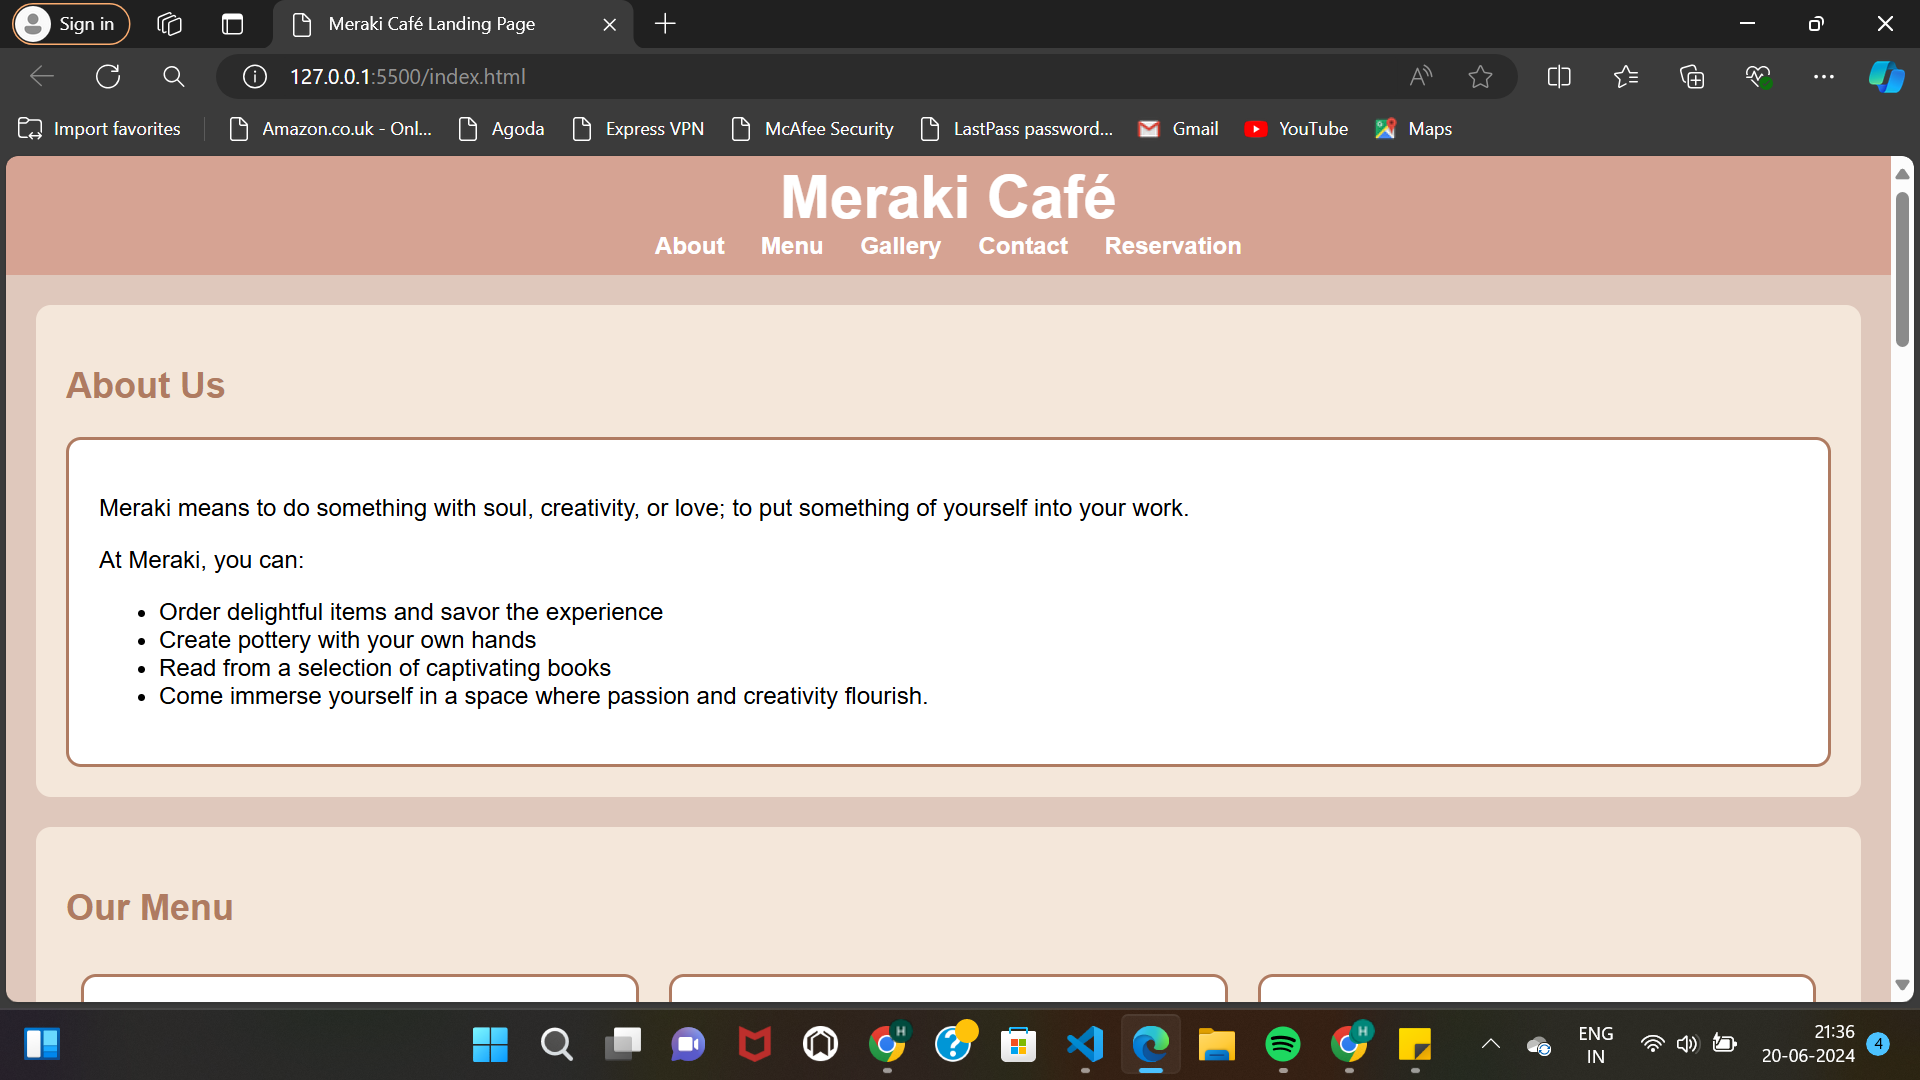 Sign in
Meraki Café Landing Page
127.0.0.1:5500/index.html
Import favorites Amazon.co.uk - Onl... Agoda Express VPN McAfee Security LastPass password... Gmail YouTube Maps
Meraki Café
About Menu Gallery Contact Reservation
About Us
Meraki means to do something with soul, creativity, or love; to put something of yourself into your work.
At Meraki, you can:
• Order delightful items and savor the experience
• Create pottery with your own hands
• Read from a selection of captivating books
• Come immerse yourself in a space where passion and creativity flourish.
Our Menu
H
H
ENG
IN
21:36
20-06-2024
4